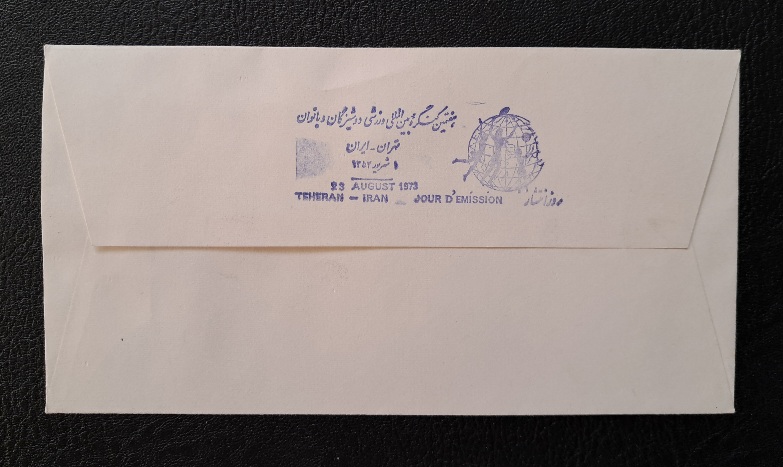 هفتمین کنگره بین‌المللی ورزشی دوشیزگان و بانوان
تهران - ایران
۱ شهریور ۱۳۵۲
23 AUGUST 1973
TEHERAN - IRAN - JOUR D'EMISSION روز انتشار